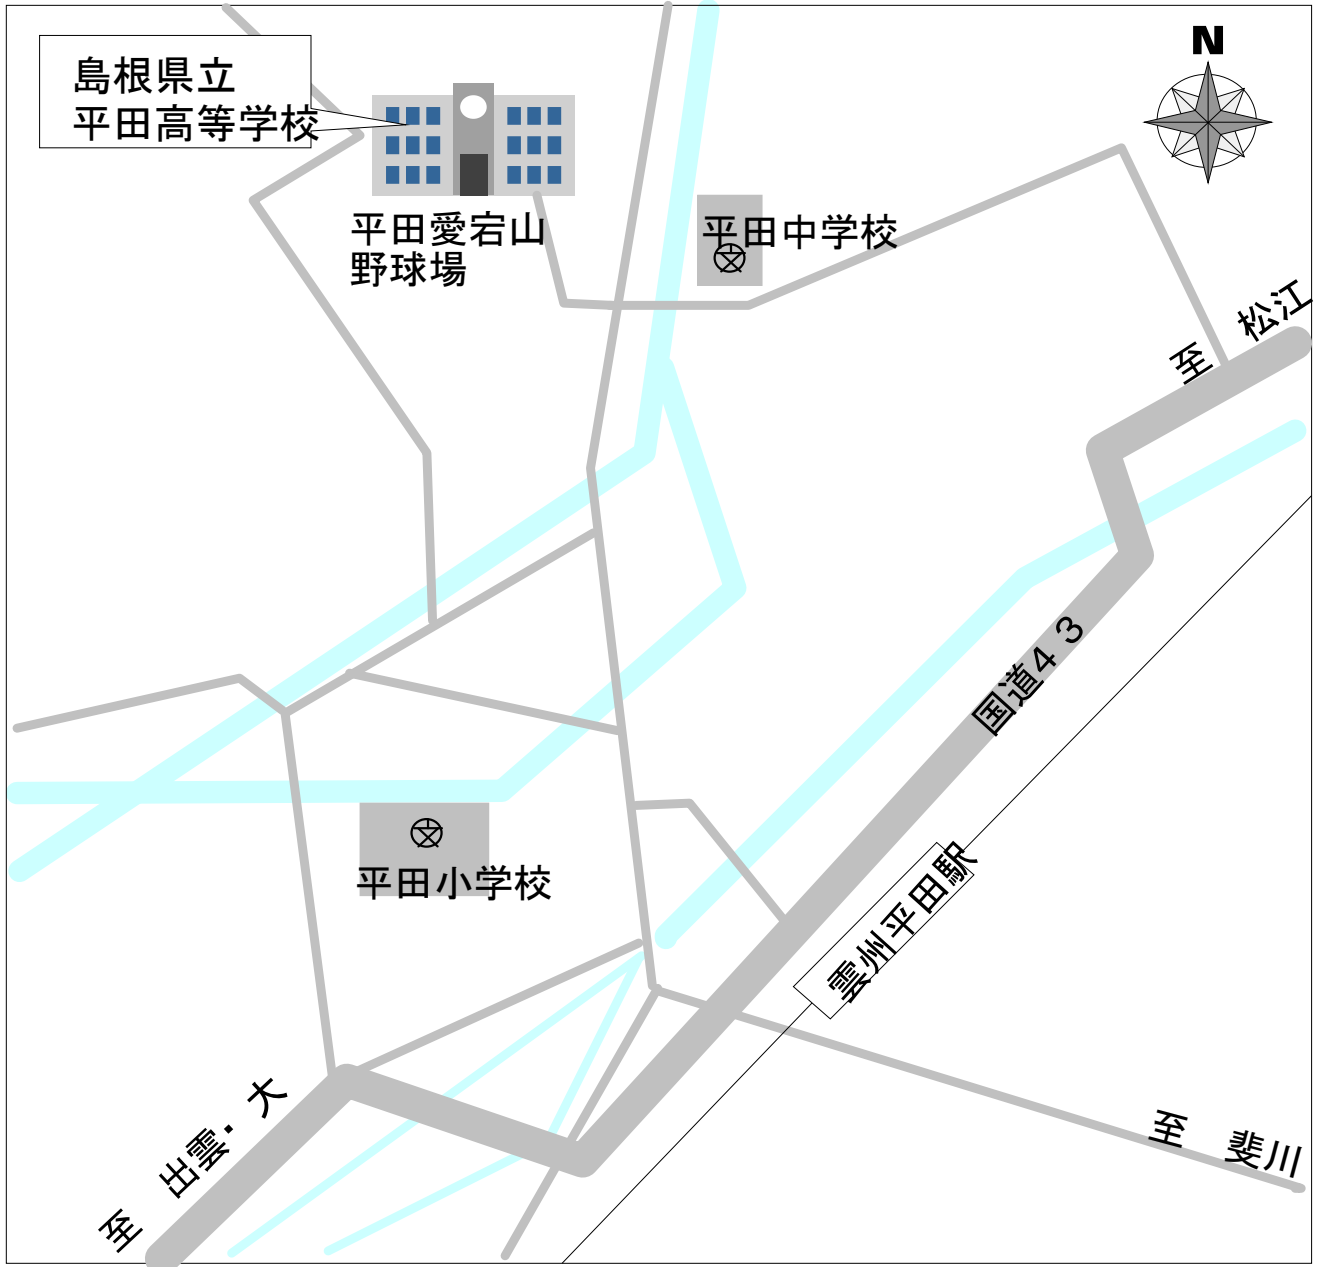 N
島根県立
平田高等学校
平田愛宕山
野球場
平田中学校
至　松江
国道４３
雲州平田駅
平田小学校
至　出雲・大
至　斐川